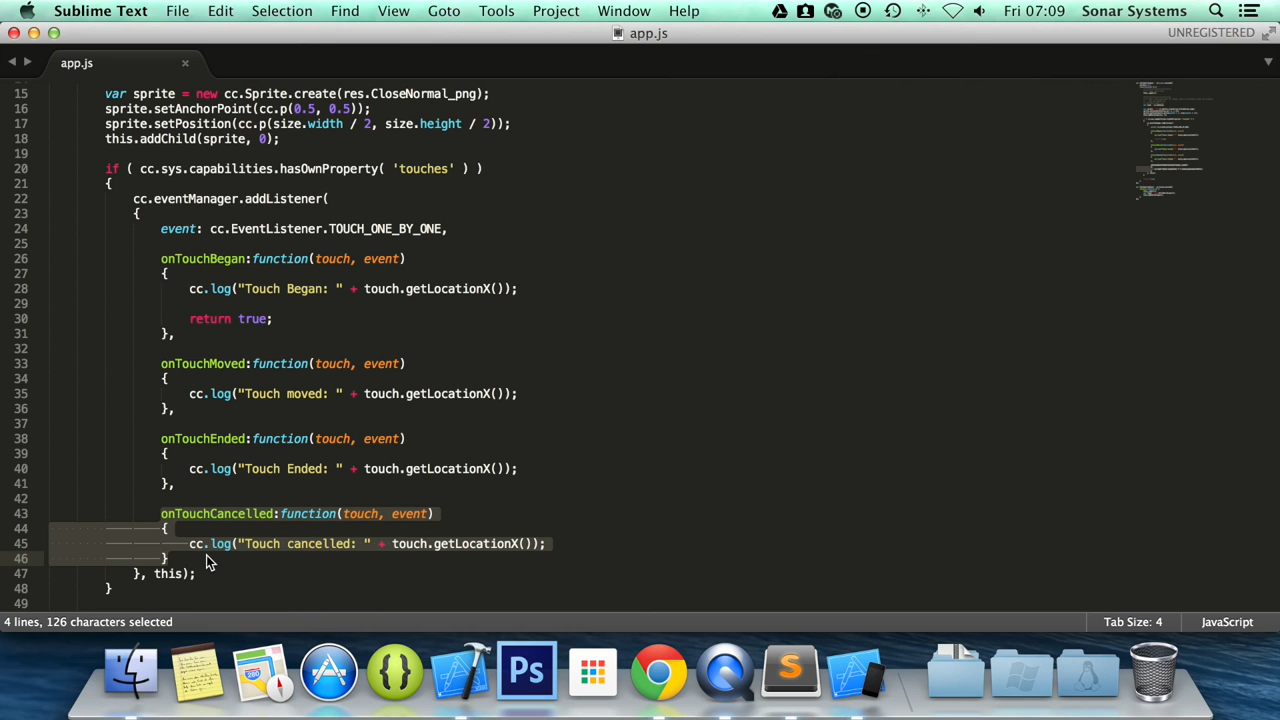 Sublime Text File Edit Selection Find View Goto Tools Project Window Help Fri 07:09 Sonar Systems
app.js UNREGISTERED
app.js
15 var sprite = new cc.Sprite.create(res.CloseNormal_png);
16 sprite.setAnchorPoint(cc.p(0.5, 0.5));
17 sprite.setPosition(cc.p(size.width / 2, size.height / 2));
18 this.addChild(sprite, 0);
19
20 if ( cc.sys.capabilities.hasOwnProperty( 'touches' ) )
21 {
22 cc.eventManager.addListener(
23 {
24 event: cc.EventListener.TOUCH_ONE_BY_ONE,
25
26 onTouchBegan:function(touch, event)
27 {
28 cc.log("Touch Began: " + touch.getLocationX());
29
30 return true;
31 },
32
33 onTouchMoved:function(touch, event)
34 {
35 cc.log("Touch moved: " + touch.getLocationX());
36 },
37
38 onTouchEnded:function(touch, event)
39 {
40 cc.log("Touch Ended: " + touch.getLocationX());
41 },
42
43 onTouchCancelled:function(touch, event)
44 {
45 cc.log("Touch cancelled: " + touch.getLocationX());
46 }
47 }, this);
48 }
49
4 lines, 126 characters selected Tab Size: 4 JavaScript
Ps